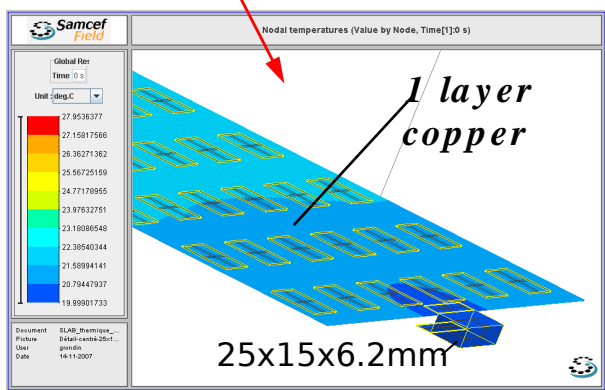 Samcef
Field
Nodal temperatures (Value by Node, Time[1]:0 s)
Global Res
Time 0 s
Unit : deg.C
27.9536377
27.15817566
26.36271362
25.56725159
24.77178955
23.97632751
23.18086548
22.38540344
21.58994141
20.79447937
19.99901733
1 layer
copper
25x15x6.2mm
Document SLAB_thermique_...
Picture Détail-centré-25x1...
User grondin
Date 14-11-2007